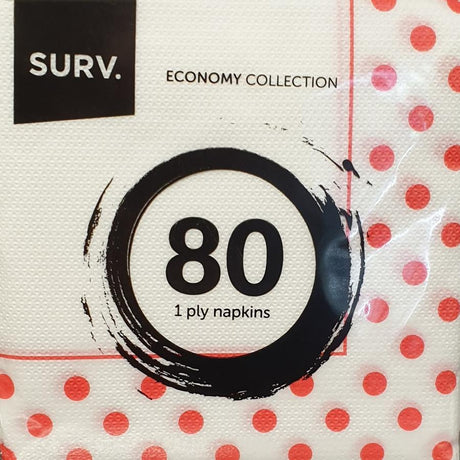 SURV.
ECONOMY COLLECTION
80
1 ply napkins